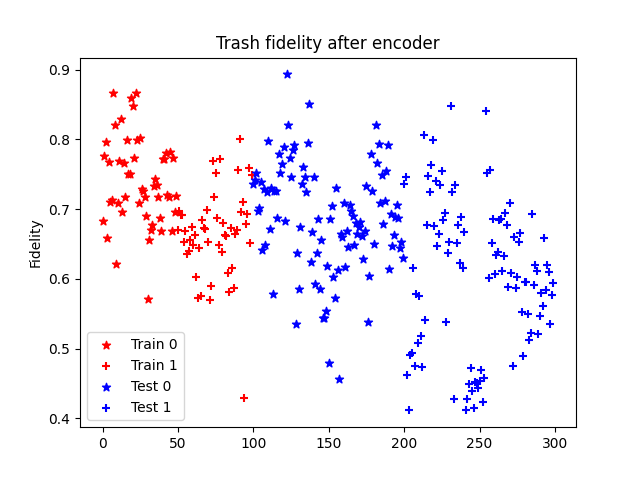 Trash fidelity after encoder
0.9
0.8
0.7
0.6
0.5
0.4
Fidelity
Train 0
Train 1
Test 0
Test 1
0 50 100 150 200 250 300